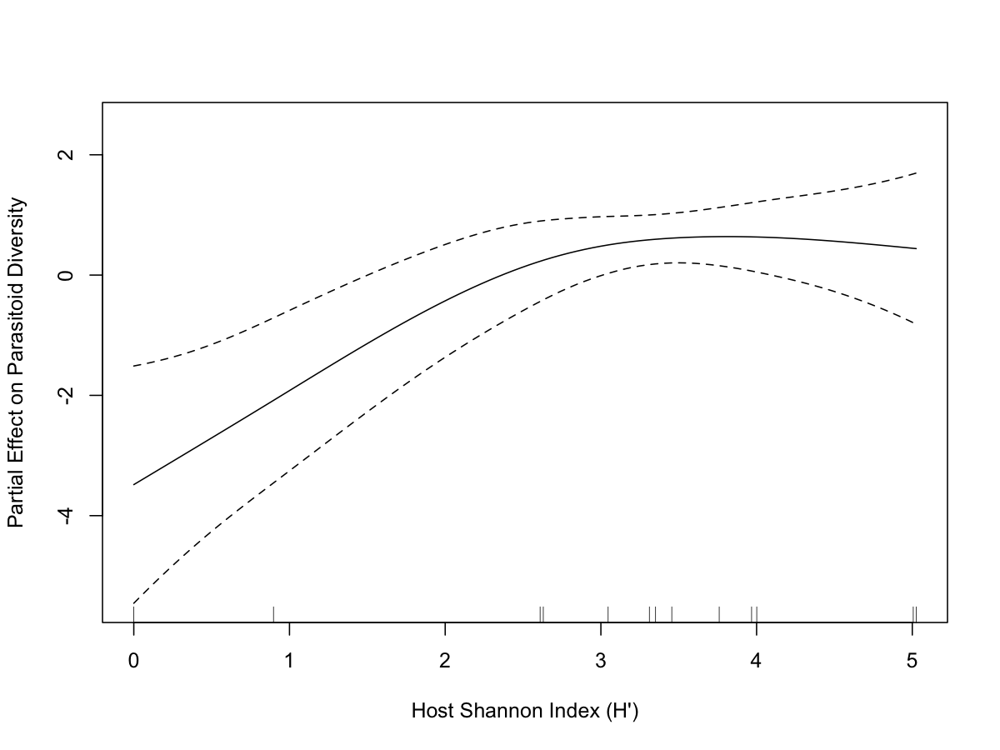 Partial Effect on Parasitoid Diversity
2
0
-2
-4
0 1 2 3 4 5
Host Shannon Index (H')